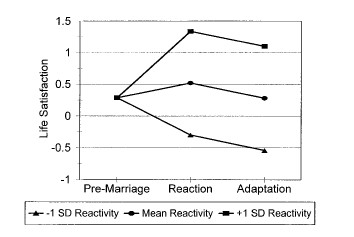 1.5
1
0.5
0
-0.5
-1
Life Satisfaction
Pre-Marriage Reaction Adaptation
-1 SD Reactivity Mean Reactivity +1 SD Reactivity